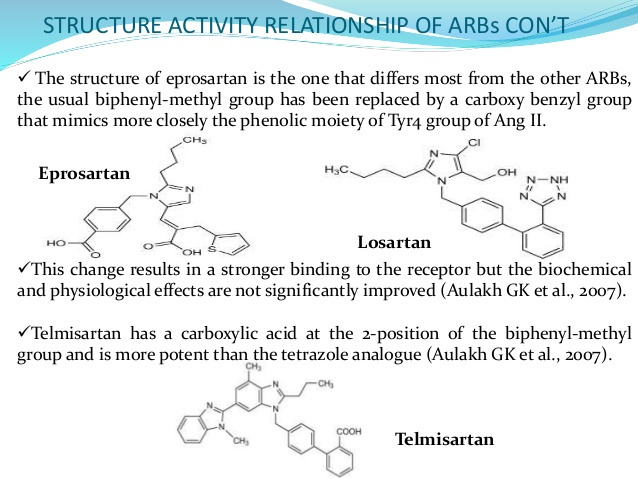 STRUCTURE ACTIVITY RELATIONSHIP OF ARBs CON'T
✓ The structure of eprosartan is the one that differs most from the other ARBs,
the usual biphenyl-methyl group has been replaced by a carboxy benzyl group
that mimics more closely the phenolic moiety of Tyr4 group of Ang II.
Eprosartan
CH₃
N
N
HO
O
O
OH
S
Losartan
H₃C
N
N
Cl
OH
N
NH
N
N
✓This change results in a stronger binding to the receptor but the biochemical
and physiological effects are not significantly improved (Aulakh GK et al., 2007).
✓Telmisartan has a carboxylic acid at the 2-position of the biphenyl-methyl
group and is more potent than the tetrazole analogue (Aulakh GK et al., 2007).
CH₃
N
N
CH₃
N
N
CH₃
COOH
Telmisartan